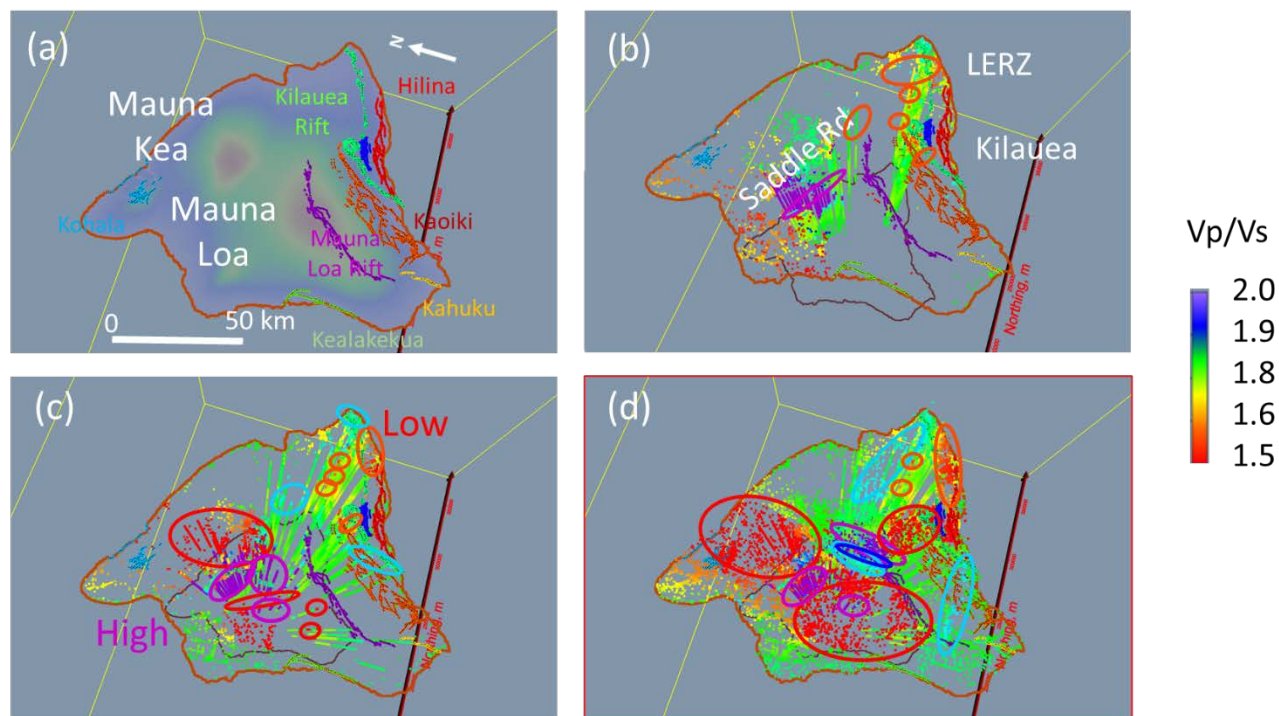 (a)
N
Mauna
Kea
Kilauea
Rift
Hilina
Kohala
Mauna
Loa
Mauna
Loa Rift
Kaoiki
Kahuku
Kealakekua
0 50 km
(b)
LERZ
Saddle Rd
Kilauea
Northing, m
(c)
Low
High
(d)
Vp/Vs
2.0
1.9
1.8
1.6
1.5